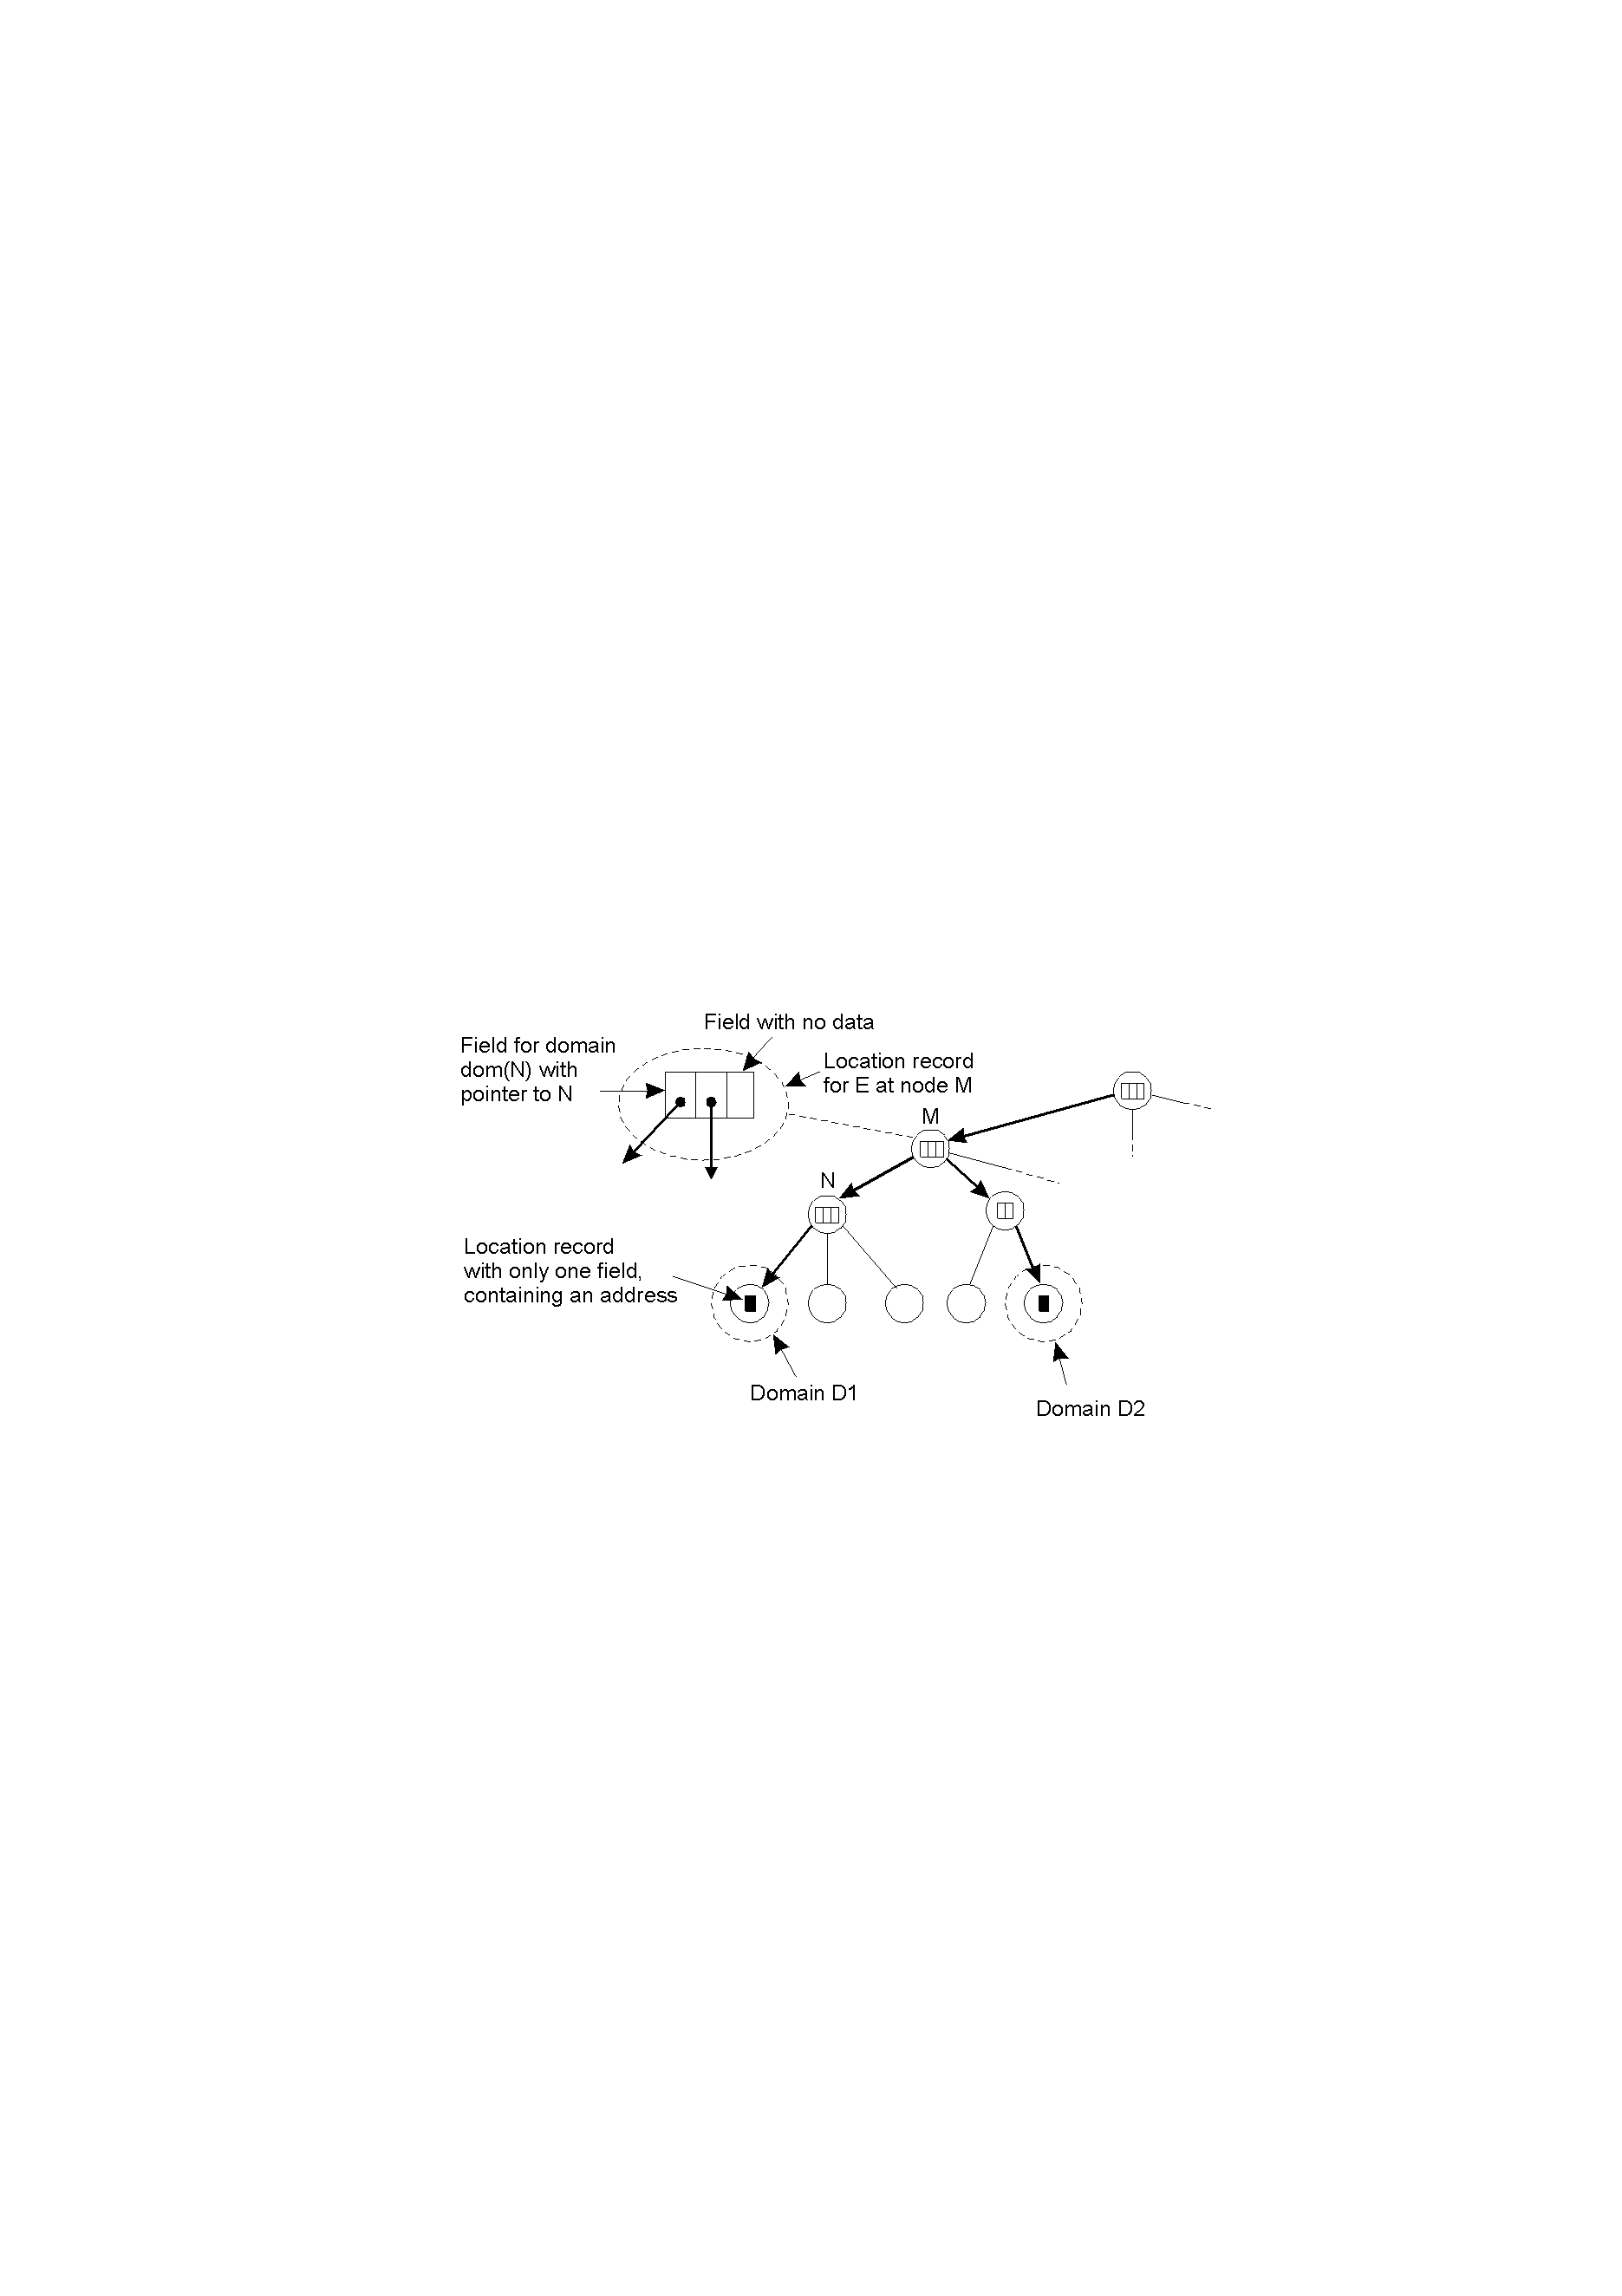 Field with no data
Field for domain
dom(N) with
pointer to N
Location record
for E at node M
M
N
Location record
with only one field,
containing an address
Domain D1
Domain D2